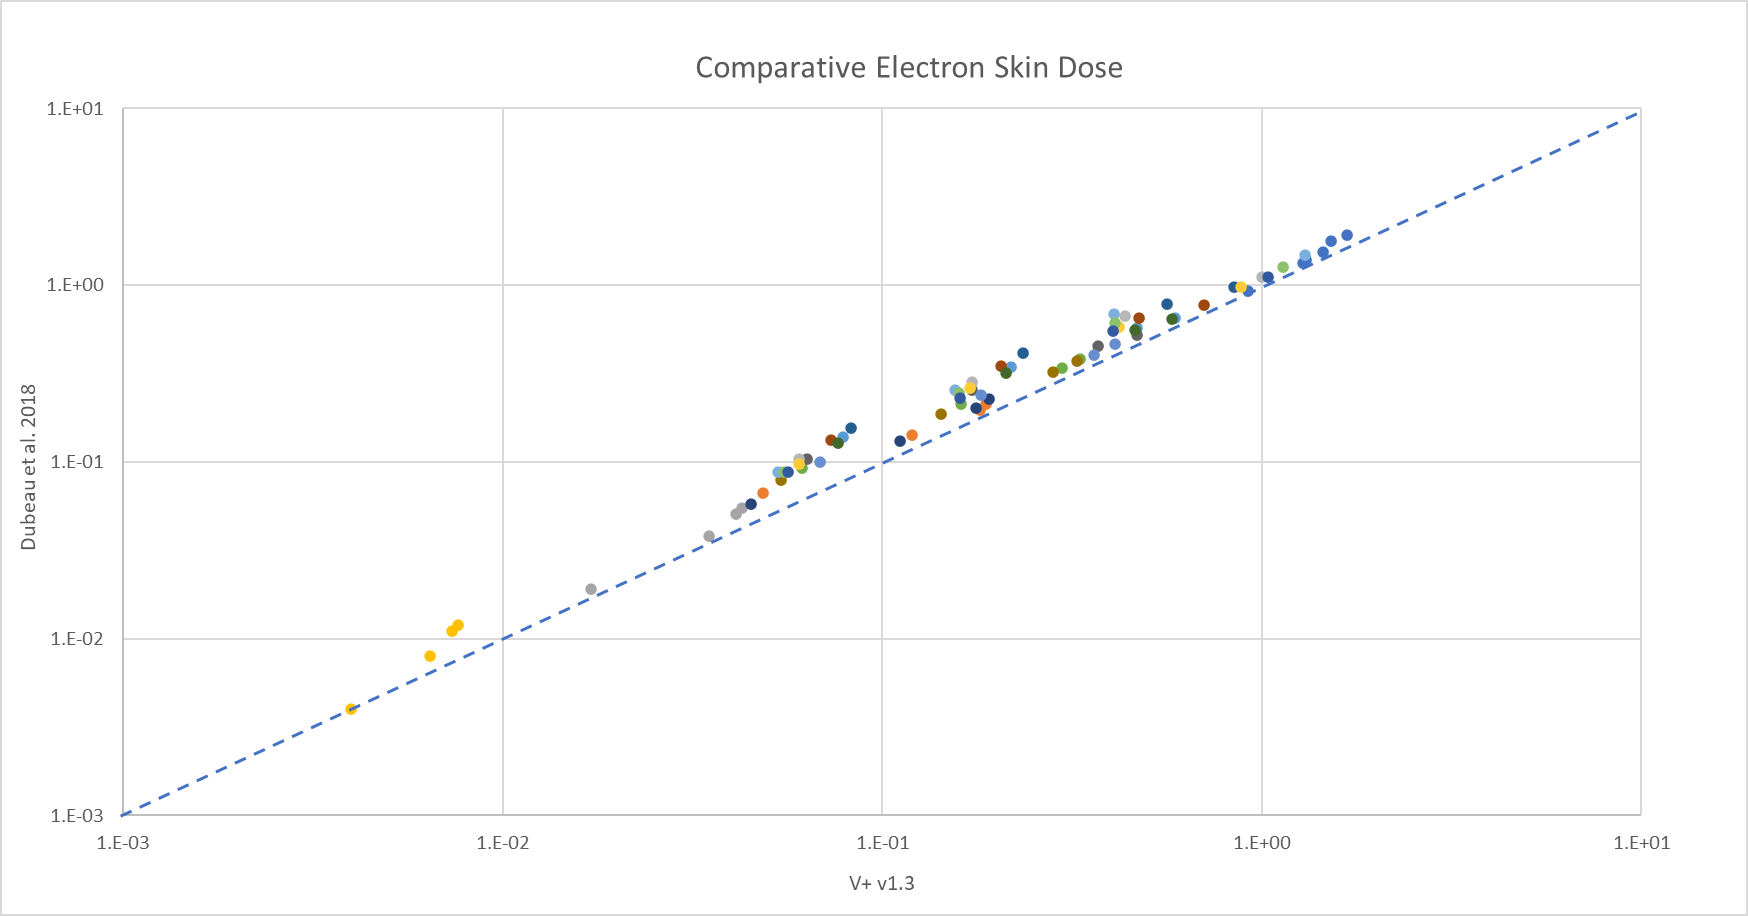 Comparative Electron Skin Dose
1.E+01
1.E+00
1.E-01
1.E-02
1.E-03
Dubeau et al. 2018
1.E-03 1.E-02 1.E-01 1.E+00 1.E+01
V+ v1.3